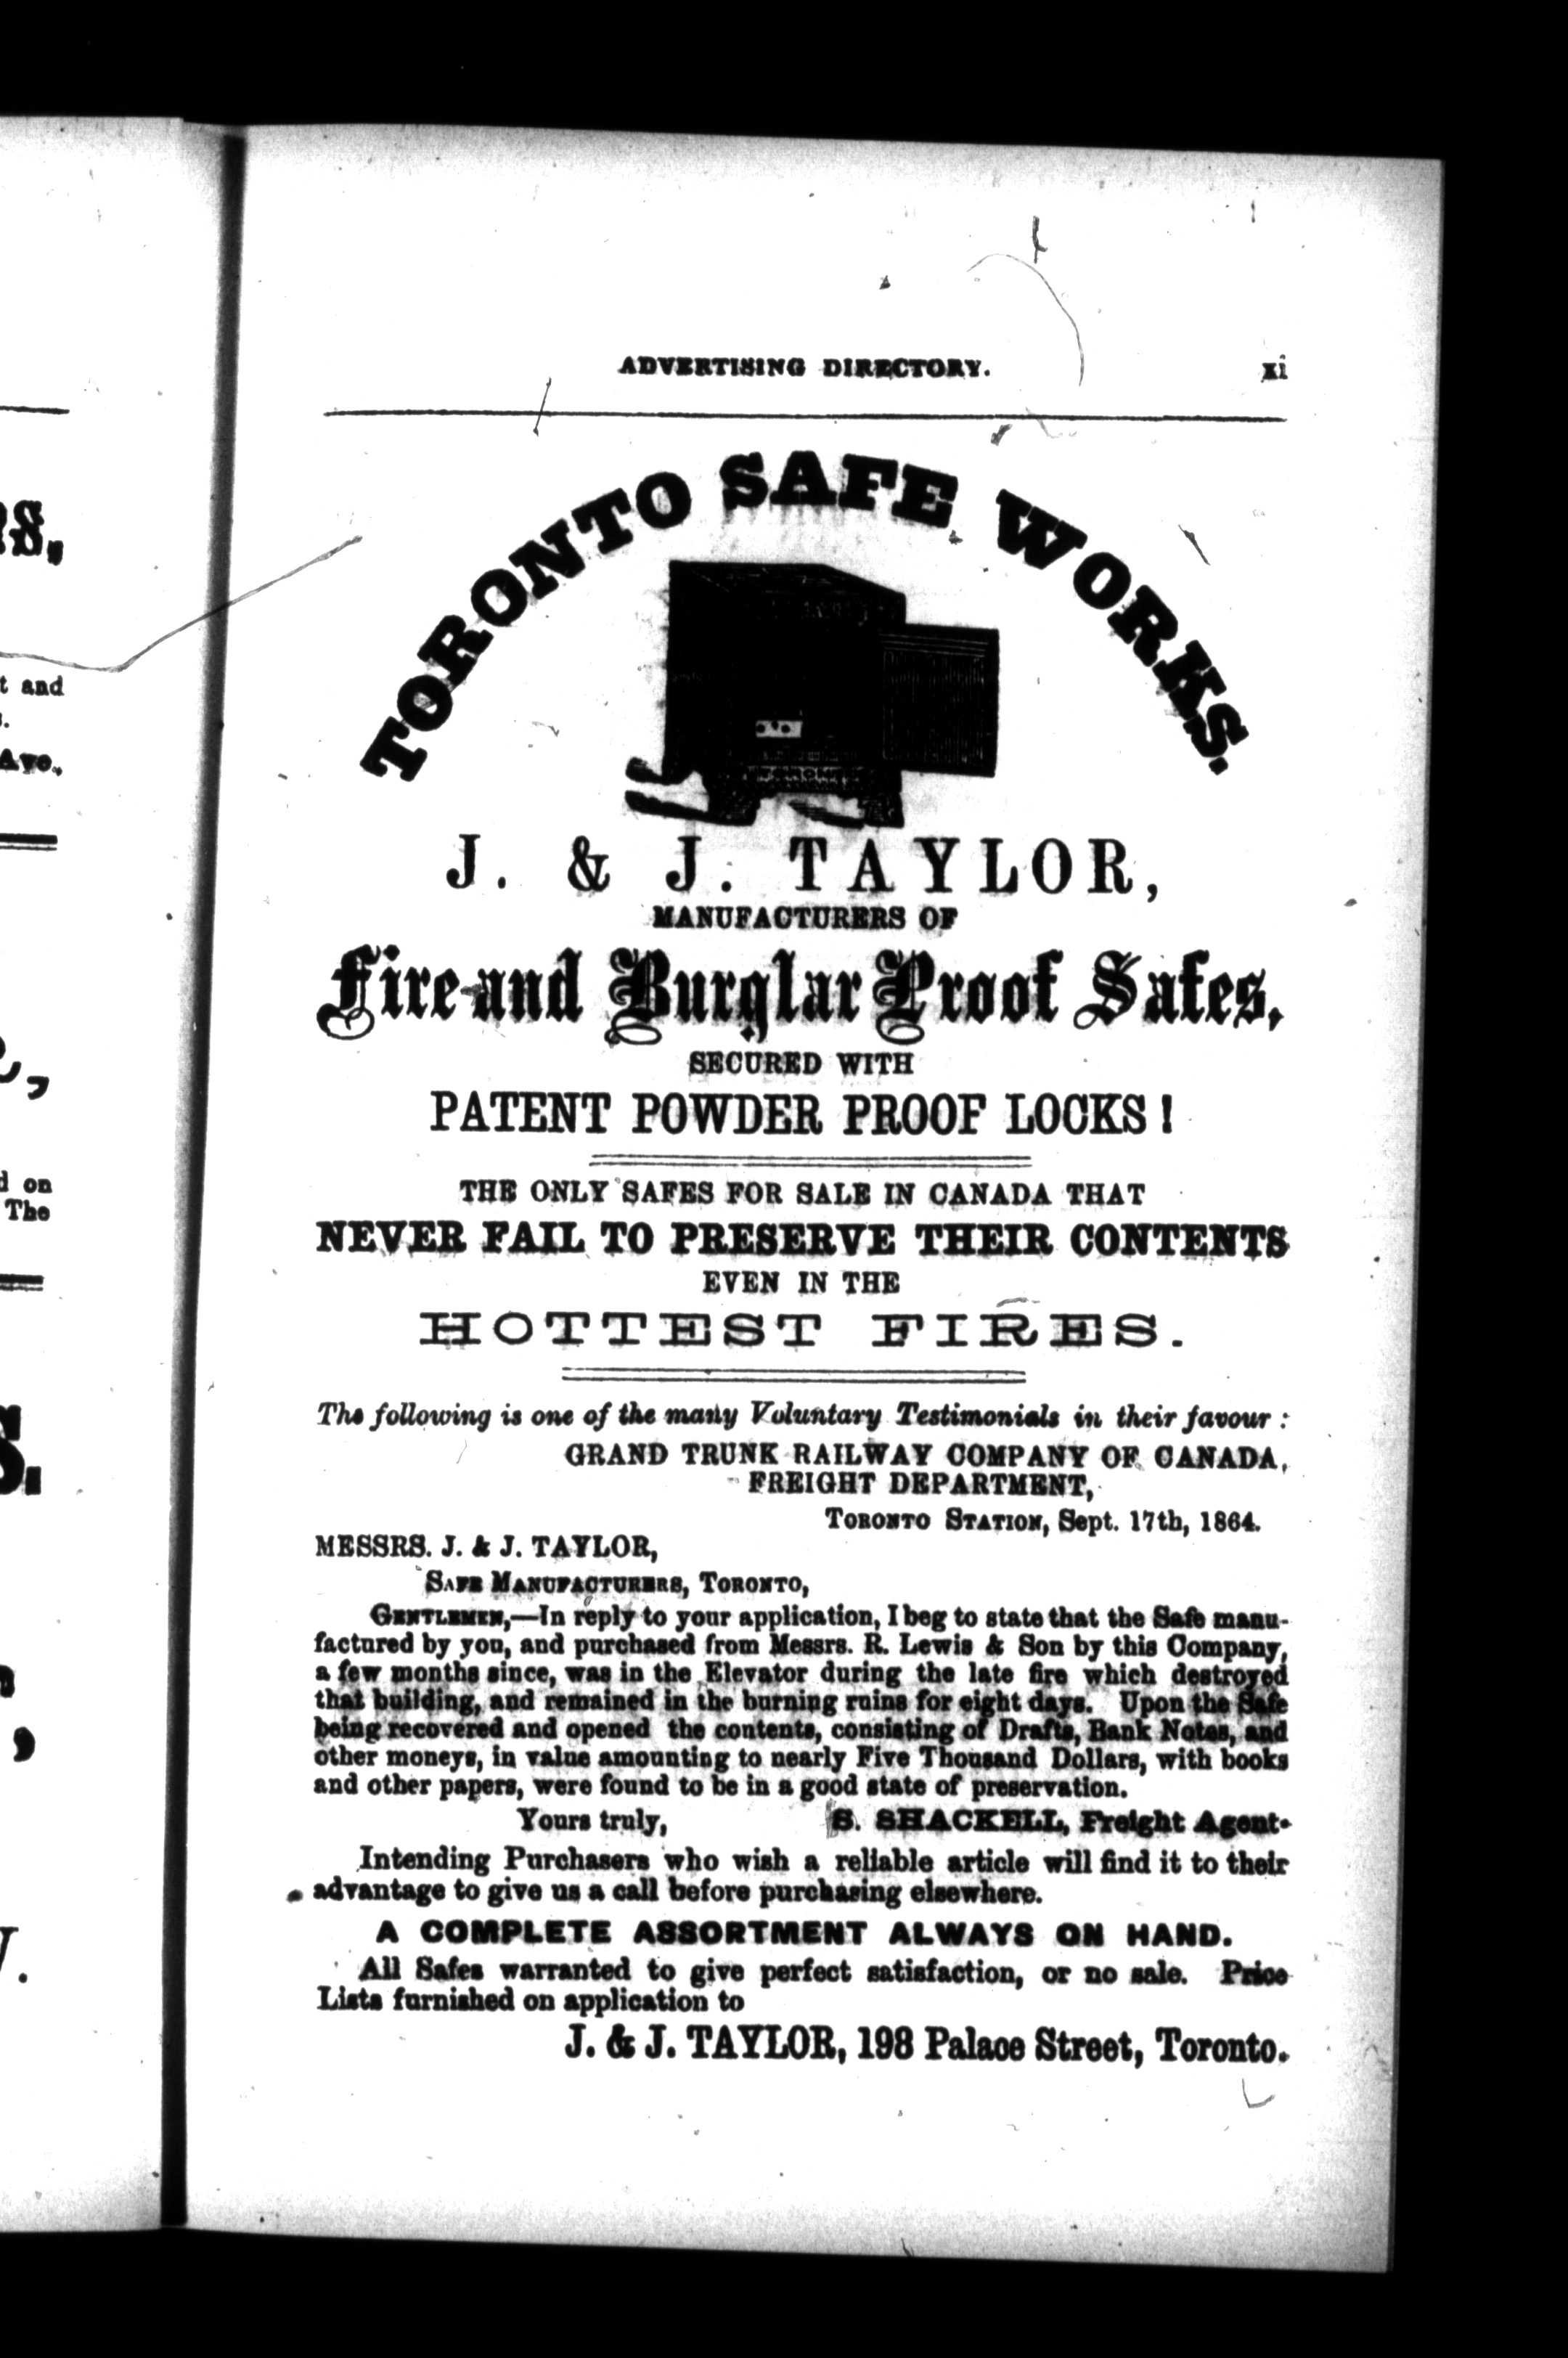 ADVERTISING DIRECTORY. xi
TORONTO SAFE WORKS.
J. & J. TAYLOR,
MANUFACTURERS OF
Fire and Burglar Proof Safes,
SECURED WITH
PATENT POWDER PROOF LOCKS!
THE ONLY SAFES FOR SALE IN CANADA THAT
NEVER FAIL TO PRESERVE THEIR CONTENTS
EVEN IN THE
HOTTEST FIRES.
The following is one of the many Voluntary Testimonials in their favour:
GRAND TRUNK RAILWAY COMPANY OF CANADA,
FREIGHT DEPARTMENT,
TORONTO STATION, Sept. 17th, 1864.
MESSRS. J. & J. TAYLOR,
SAFE MANUFACTURERS, TORONTO,
GENTLEMEN,—In reply to your application, I beg to state that the Safe manu-
factured by you, and purchased from Messrs. R. Lewis & Son by this Company,
a few months since, was in the Elevator during the late fire which destroyed
that building, and remained in the burning ruins for eight days. Upon the Safe
being recovered and opened the contents, consisting of Drafts, Bank Notes, and
other moneys, in value amounting to nearly Five Thousand Dollars, with books
and other papers, were found to be in a good state of preservation.
Yours truly, S. SHACKELL, Freight Agent.
Intending Purchasers who wish a reliable article will find it to their
advantage to give us a call before purchasing elsewhere.
A COMPLETE ASSORTMENT ALWAYS ON HAND.
All Safes warranted to give perfect satisfaction, or no sale. Price
Lists furnished on application to
J. & J. TAYLOR, 198 Palace Street, Toronto.
t and
Ave.,
d on
The